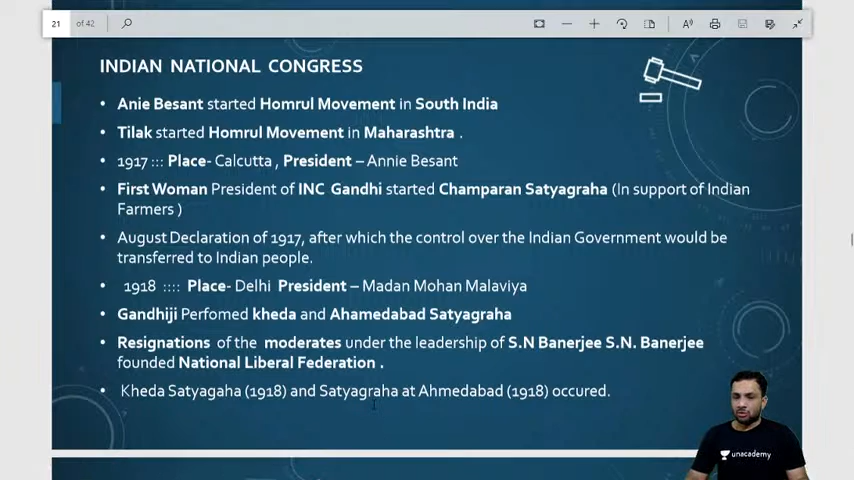 21 of 42
INDIAN NATIONAL CONGRESS
• Anie Besant started Homrul Movement in South India
• Tilak started Homrul Movement in Maharashtra .
• 1917 ::: Place- Calcutta , President – Annie Besant
• First Woman President of INC Gandhi started Champaran Satyagraha (In support of Indian
Farmers )
• August Declaration of 1917, after which the control over the Indian Government would be
transferred to Indian people.
• 1918 :::: Place- Delhi President – Madan Mohan Malaviya
• Gandhiji Perfomed kheda and Ahamedabad Satyagraha
• Resignations of the moderates under the leadership of S.N Banerjee S.N. Banerjee
founded National Liberal Federation .
• Kheda Satyagaha (1918) and Satyagraha at Ahmedabad (1918) occured.
unacademy